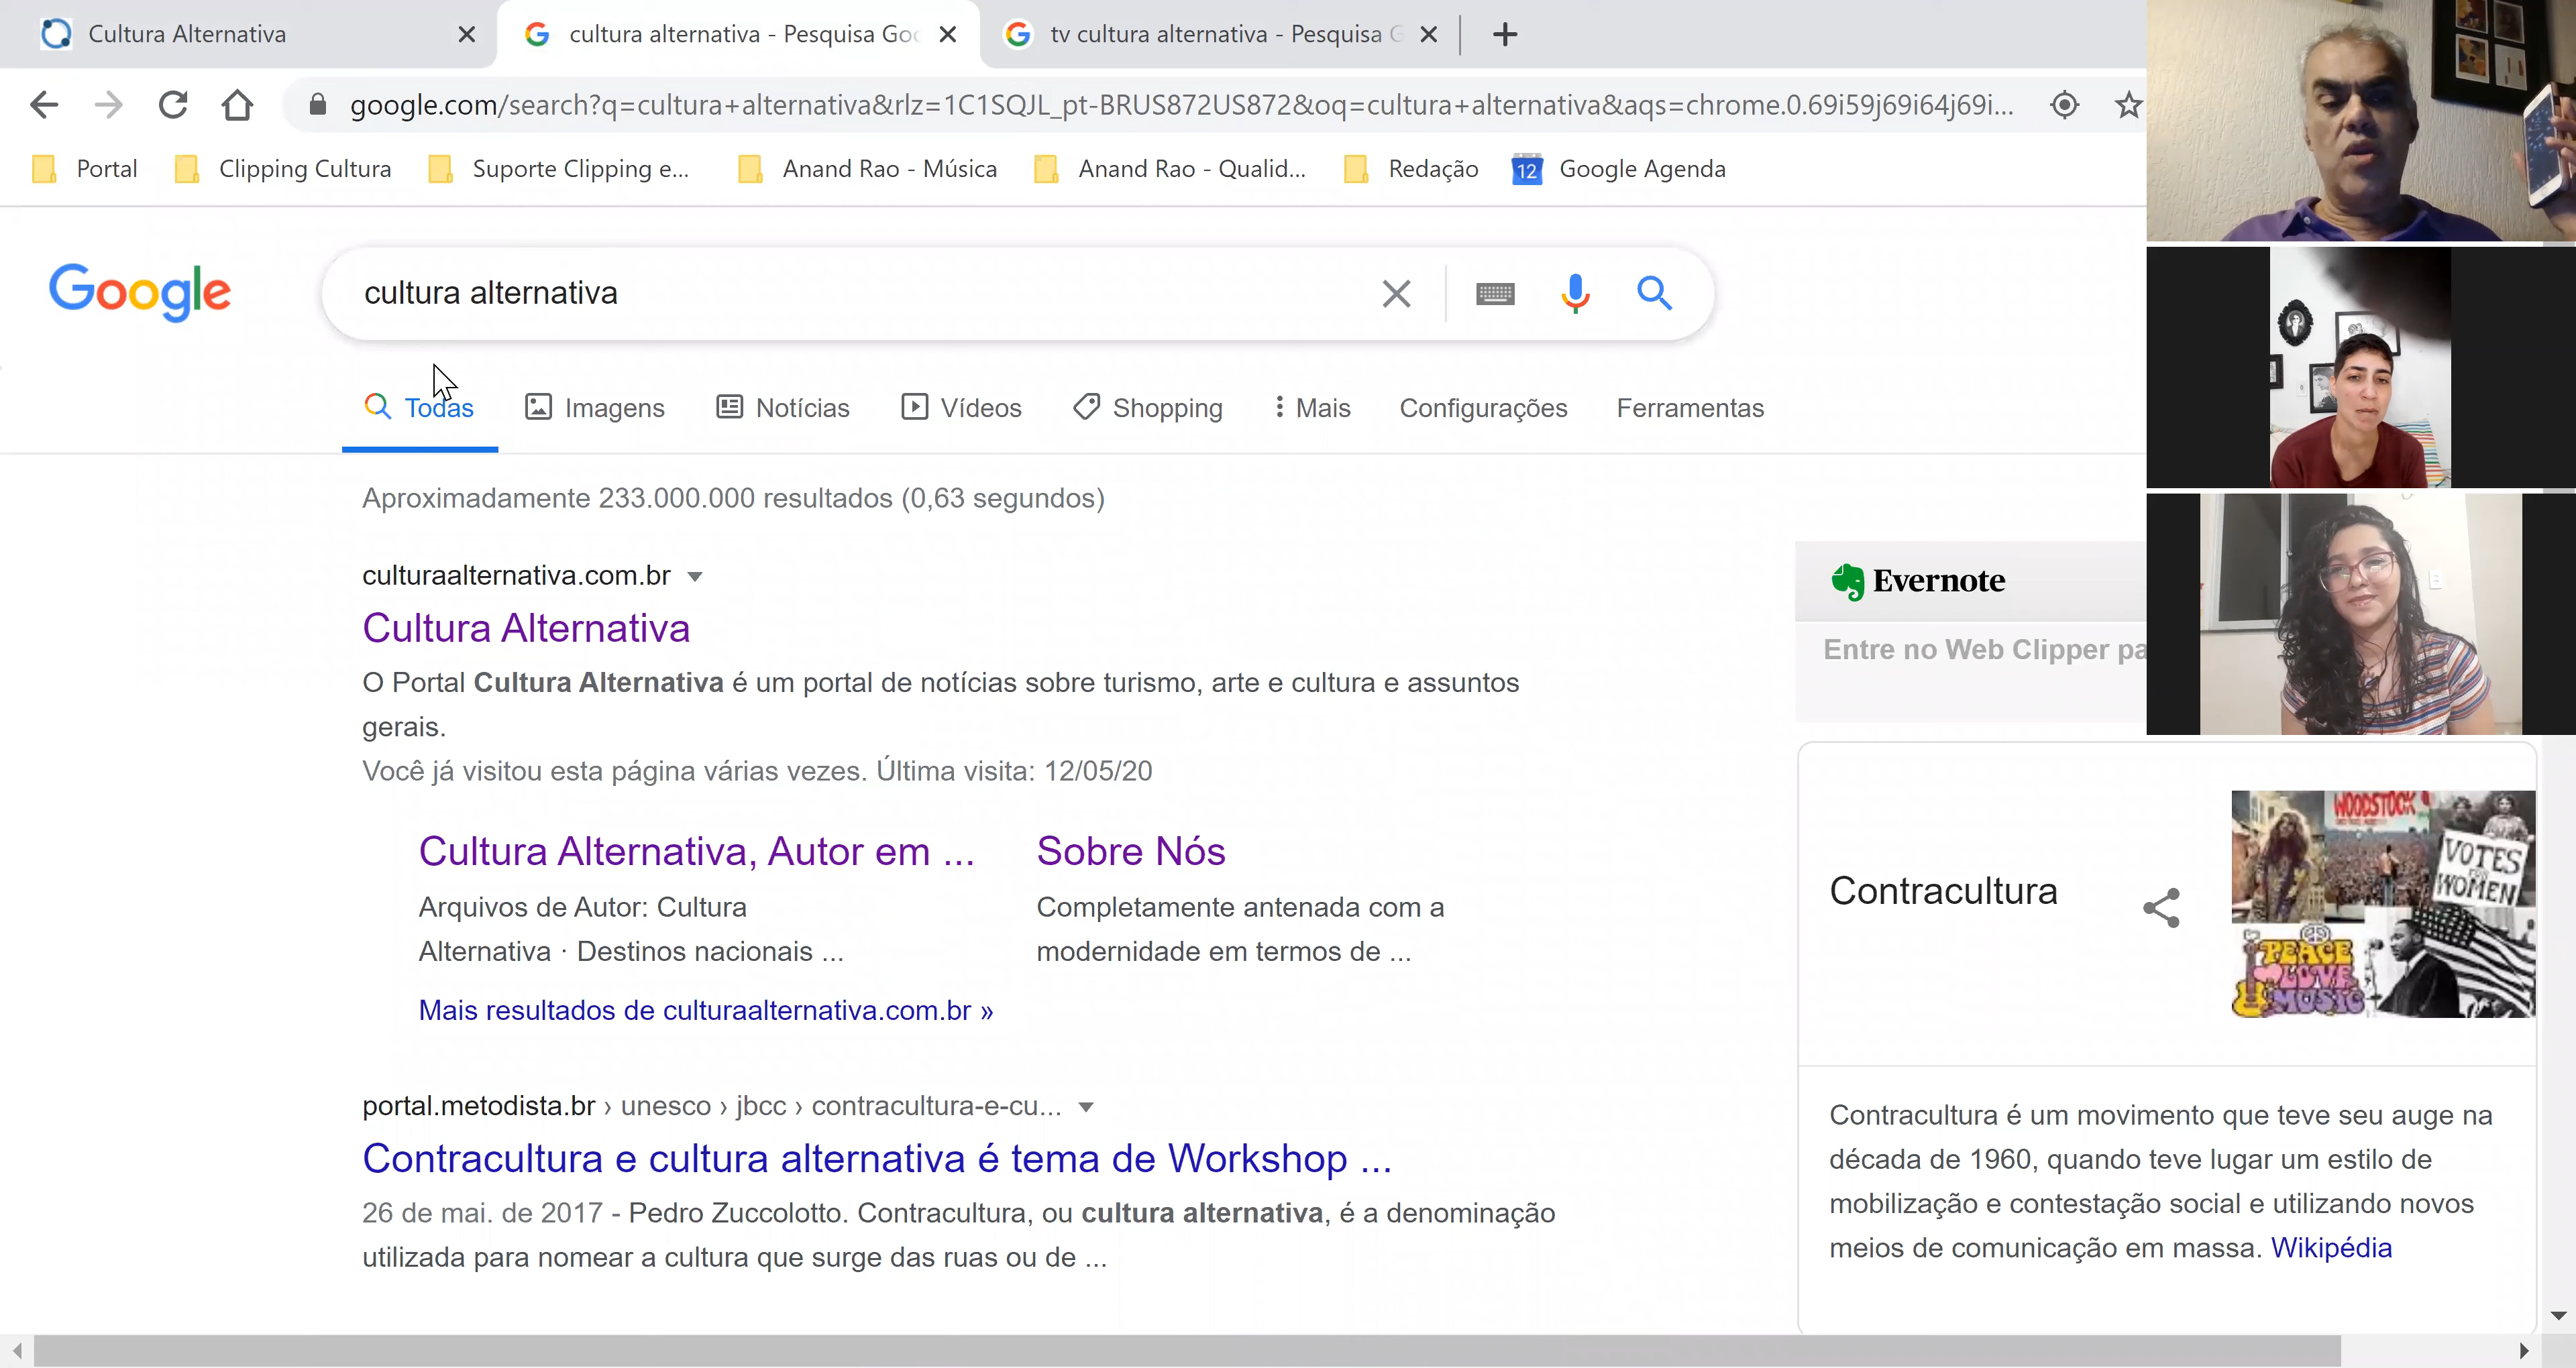 Cultura Alternativa
cultura alternativa - Pesquisa Goo
tv cultura alternativa - Pesquisa G
google.com/search?q=cultura+alternativa&rlz=1C1SQJL_pt-BRUS872US872&oq=cultura+alternativa&aqs=chrome.0.69i59j69i64j69i...
Portal
Clipping Cultura
Suporte Clipping e...
Anand Rao - Música
Anand Rao - Qualid...
Redação
12
Google Agenda
Google
cultura alternativa
Todas
Imagens
Notícias
Vídeos
Shopping
Mais
Configurações
Ferramentas
Aproximadamente 233.000.000 resultados (0,63 segundos)
culturaalternativa.com.br
Cultura Alternativa
O Portal Cultura Alternativa é um portal de notícias sobre turismo, arte e cultura e assuntos
gerais.
Você já visitou esta página várias vezes. Última visita: 12/05/20
Cultura Alternativa, Autor em ...
Arquivos de Autor: Cultura
Alternativa · Destinos nacionais ...
Sobre Nós
Completamente antenada com a
modernidade em termos de ...
Mais resultados de culturaalternativa.com.br »
portal.metodista.br › unesco › jbcc › contracultura-e-cu...
Contracultura e cultura alternativa é tema de Workshop ...
26 de mai. de 2017 - Pedro Zuccolotto. Contracultura, ou cultura alternativa, é a denominação
utilizada para nomear a cultura que surge das ruas ou de ...
Evernote
Entre no Web Clipper pa
Contracultura
WOODSTOCK
VOTES
FOR
WOMEN
PEACE
LOVE
MUSIC
Contracultura é um movimento que teve seu auge na
década de 1960, quando teve lugar um estilo de
mobilização e contestação social e utilizando novos
meios de comunicação em massa. Wikipédia